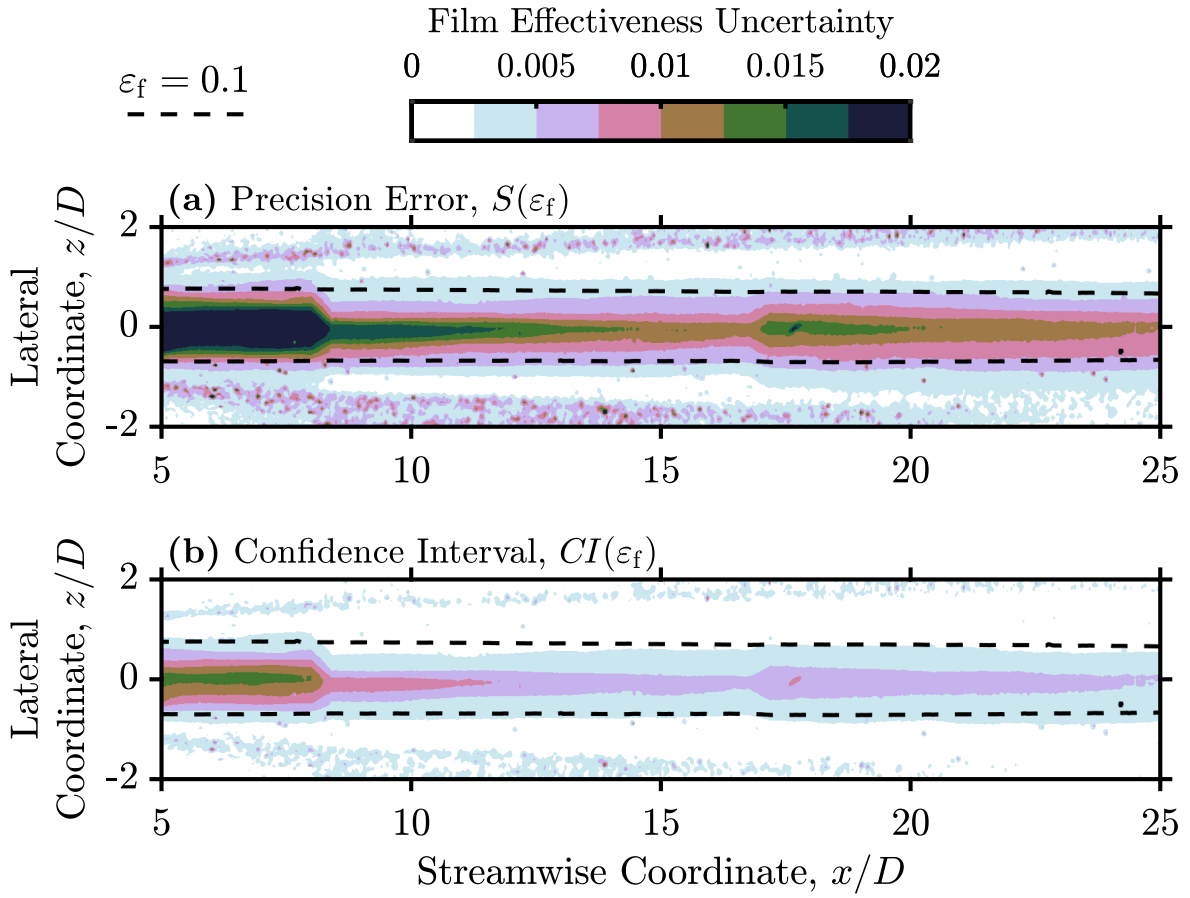 Film Effectiveness Uncertainty
0 0.005 0.01 0.015 0.02
εf = 0.1
(a) Precision Error, S(εf)
Lateral
Coordinate, z/D
2
0
-2
5 10 15 20 25
(b) Confidence Interval, CI(εf)
Lateral
Coordinate, z/D
2
0
-2
5 10 15 20 25
Streamwise Coordinate, x/D